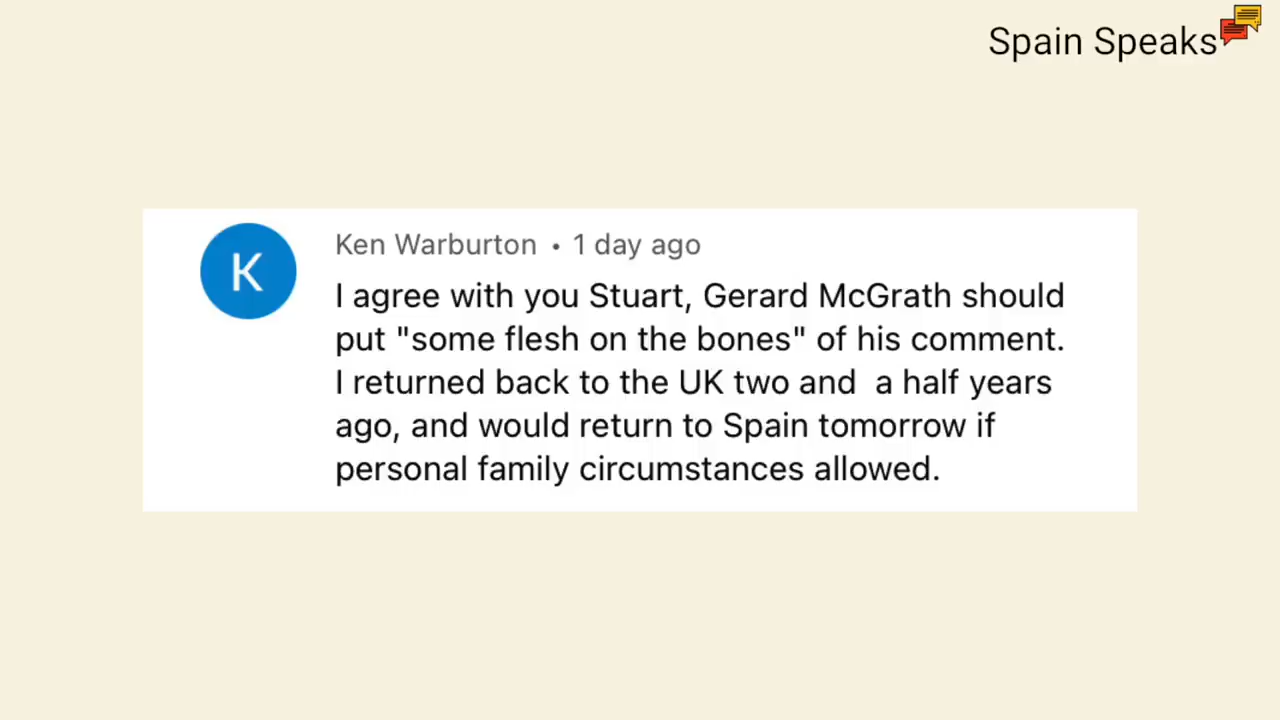 Spain Speaks
K
Ken Warburton • 1 day ago
I agree with you Stuart, Gerard McGrath should
put "some flesh on the bones" of his comment.
I returned back to the UK two and  a half years
ago, and would return to Spain tomorrow if
personal family circumstances allowed.